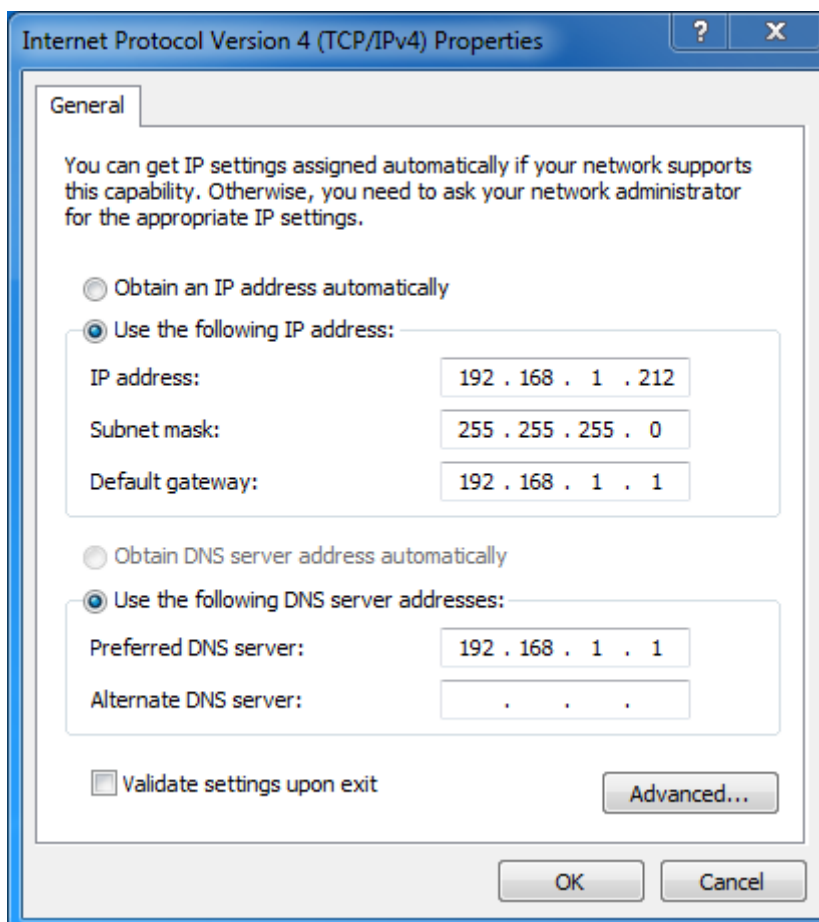 Internet Protocol Version 4 (TCP/IPv4) Properties
? X
General
You can get IP settings assigned automatically if your network supports
this capability. Otherwise, you need to ask your network administrator
for the appropriate IP settings.
Obtain an IP address automatically
Use the following IP address:
IP address: 192 . 168 . 1 . 212
Subnet mask: 255 . 255 . 255 . 0
Default gateway: 192 . 168 . 1 . 1
Obtain DNS server address automatically
Use the following DNS server addresses:
Preferred DNS server: 192 . 168 . 1 . 1
Alternate DNS server: . . .
Validate settings upon exit
Advanced...
OK Cancel